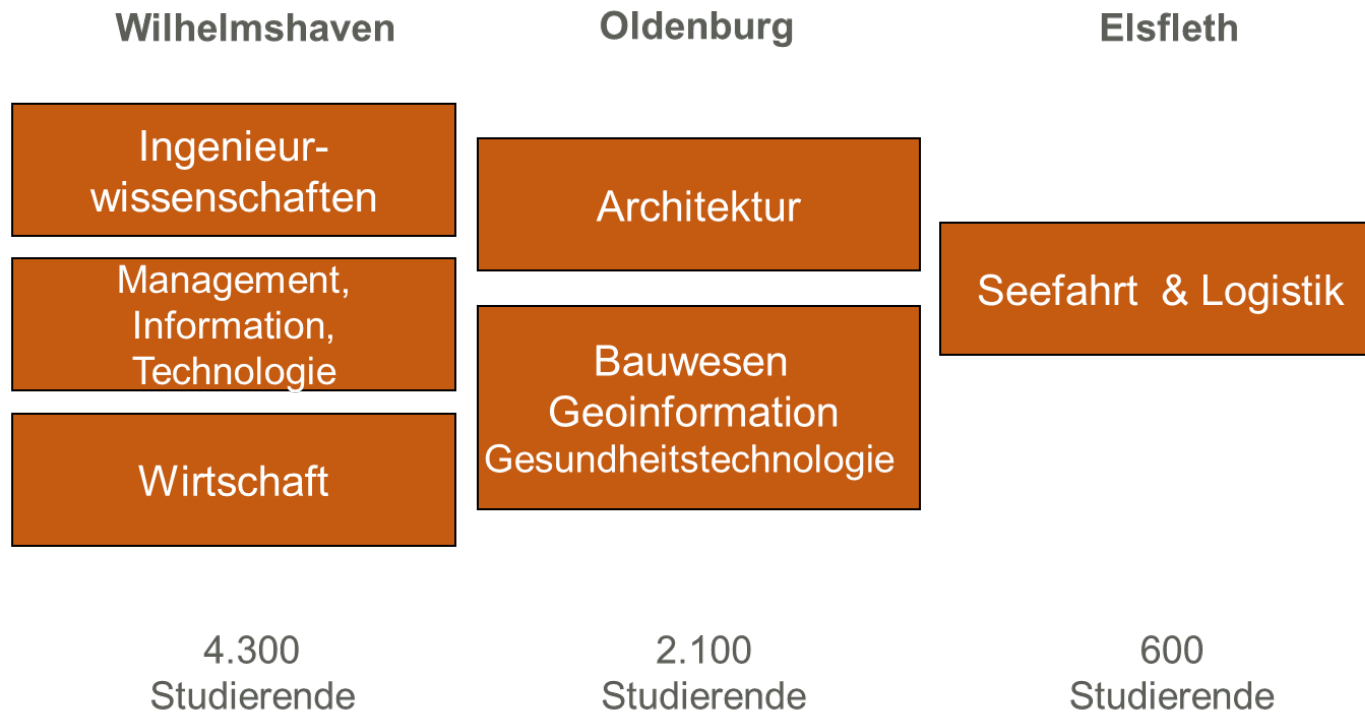 Wilhelmshaven
Ingenieur-
wissenschaften
Management,
Information,
Technologie
Wirtschaft
4.300
Studierende
Oldenburg
Architektur
Bauwesen
Geoinformation
Gesundheitstechnologie
2.100
Studierende
Elsfleth
Seefahrt & Logistik
600
Studierende